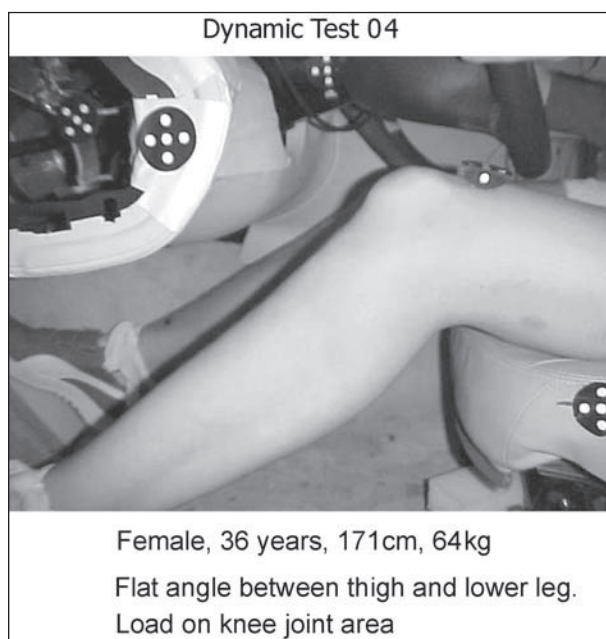 Dynamic Test 04
Female, 36 years, 171cm, 64kg
Flat angle between thigh and lower leg.
Load on knee joint area